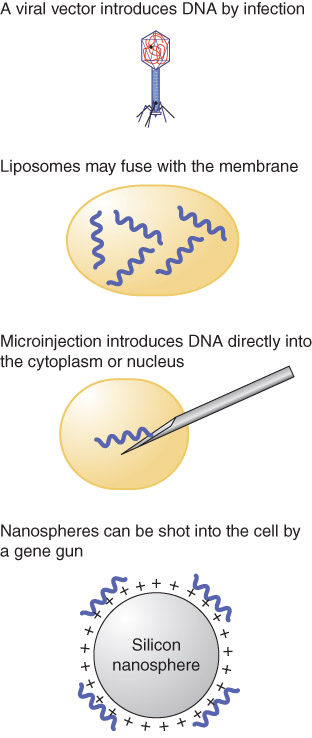 A viral vector introduces DNA by infection
Liposomes may fuse with the membrane
Microinjection introduces DNA directly into
the cytoplasm or nucleus
Nanospheres can be shot into the cell by
a gene gun
Silicon
nanosphere